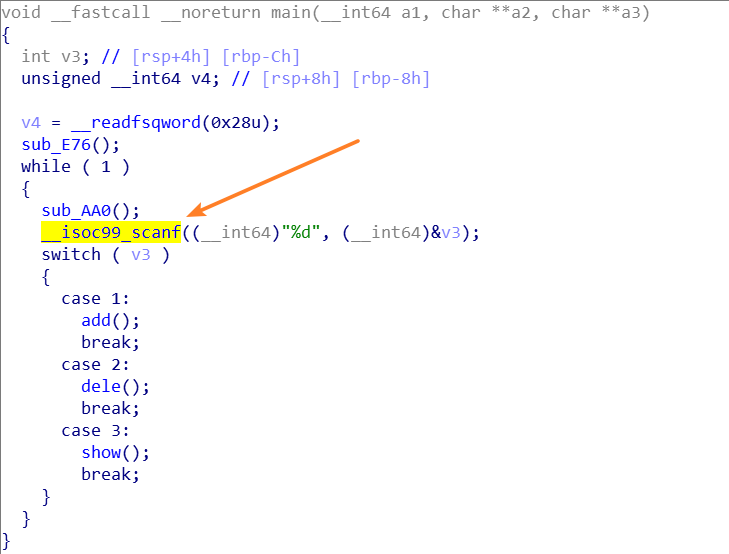 void __fastcall __noreturn main(__int64 a1, char **a2, char **a3)
{
  int v3; // [rsp+4h] [rbp-Ch]
  unsigned __int64 v4; // [rsp+8h] [rbp-8h]

  v4 = __readfsqword(0x28u);
  sub_E76();
  while ( 1 )
  {
    sub_AA0();
    __isoc99_scanf((__int64)"%d", (__int64)&v3);
    switch ( v3 )
    {
      case 1:
        add();
        break;
      case 2:
        dele();
        break;
      case 3:
        show();
        break;
    }
  }
}